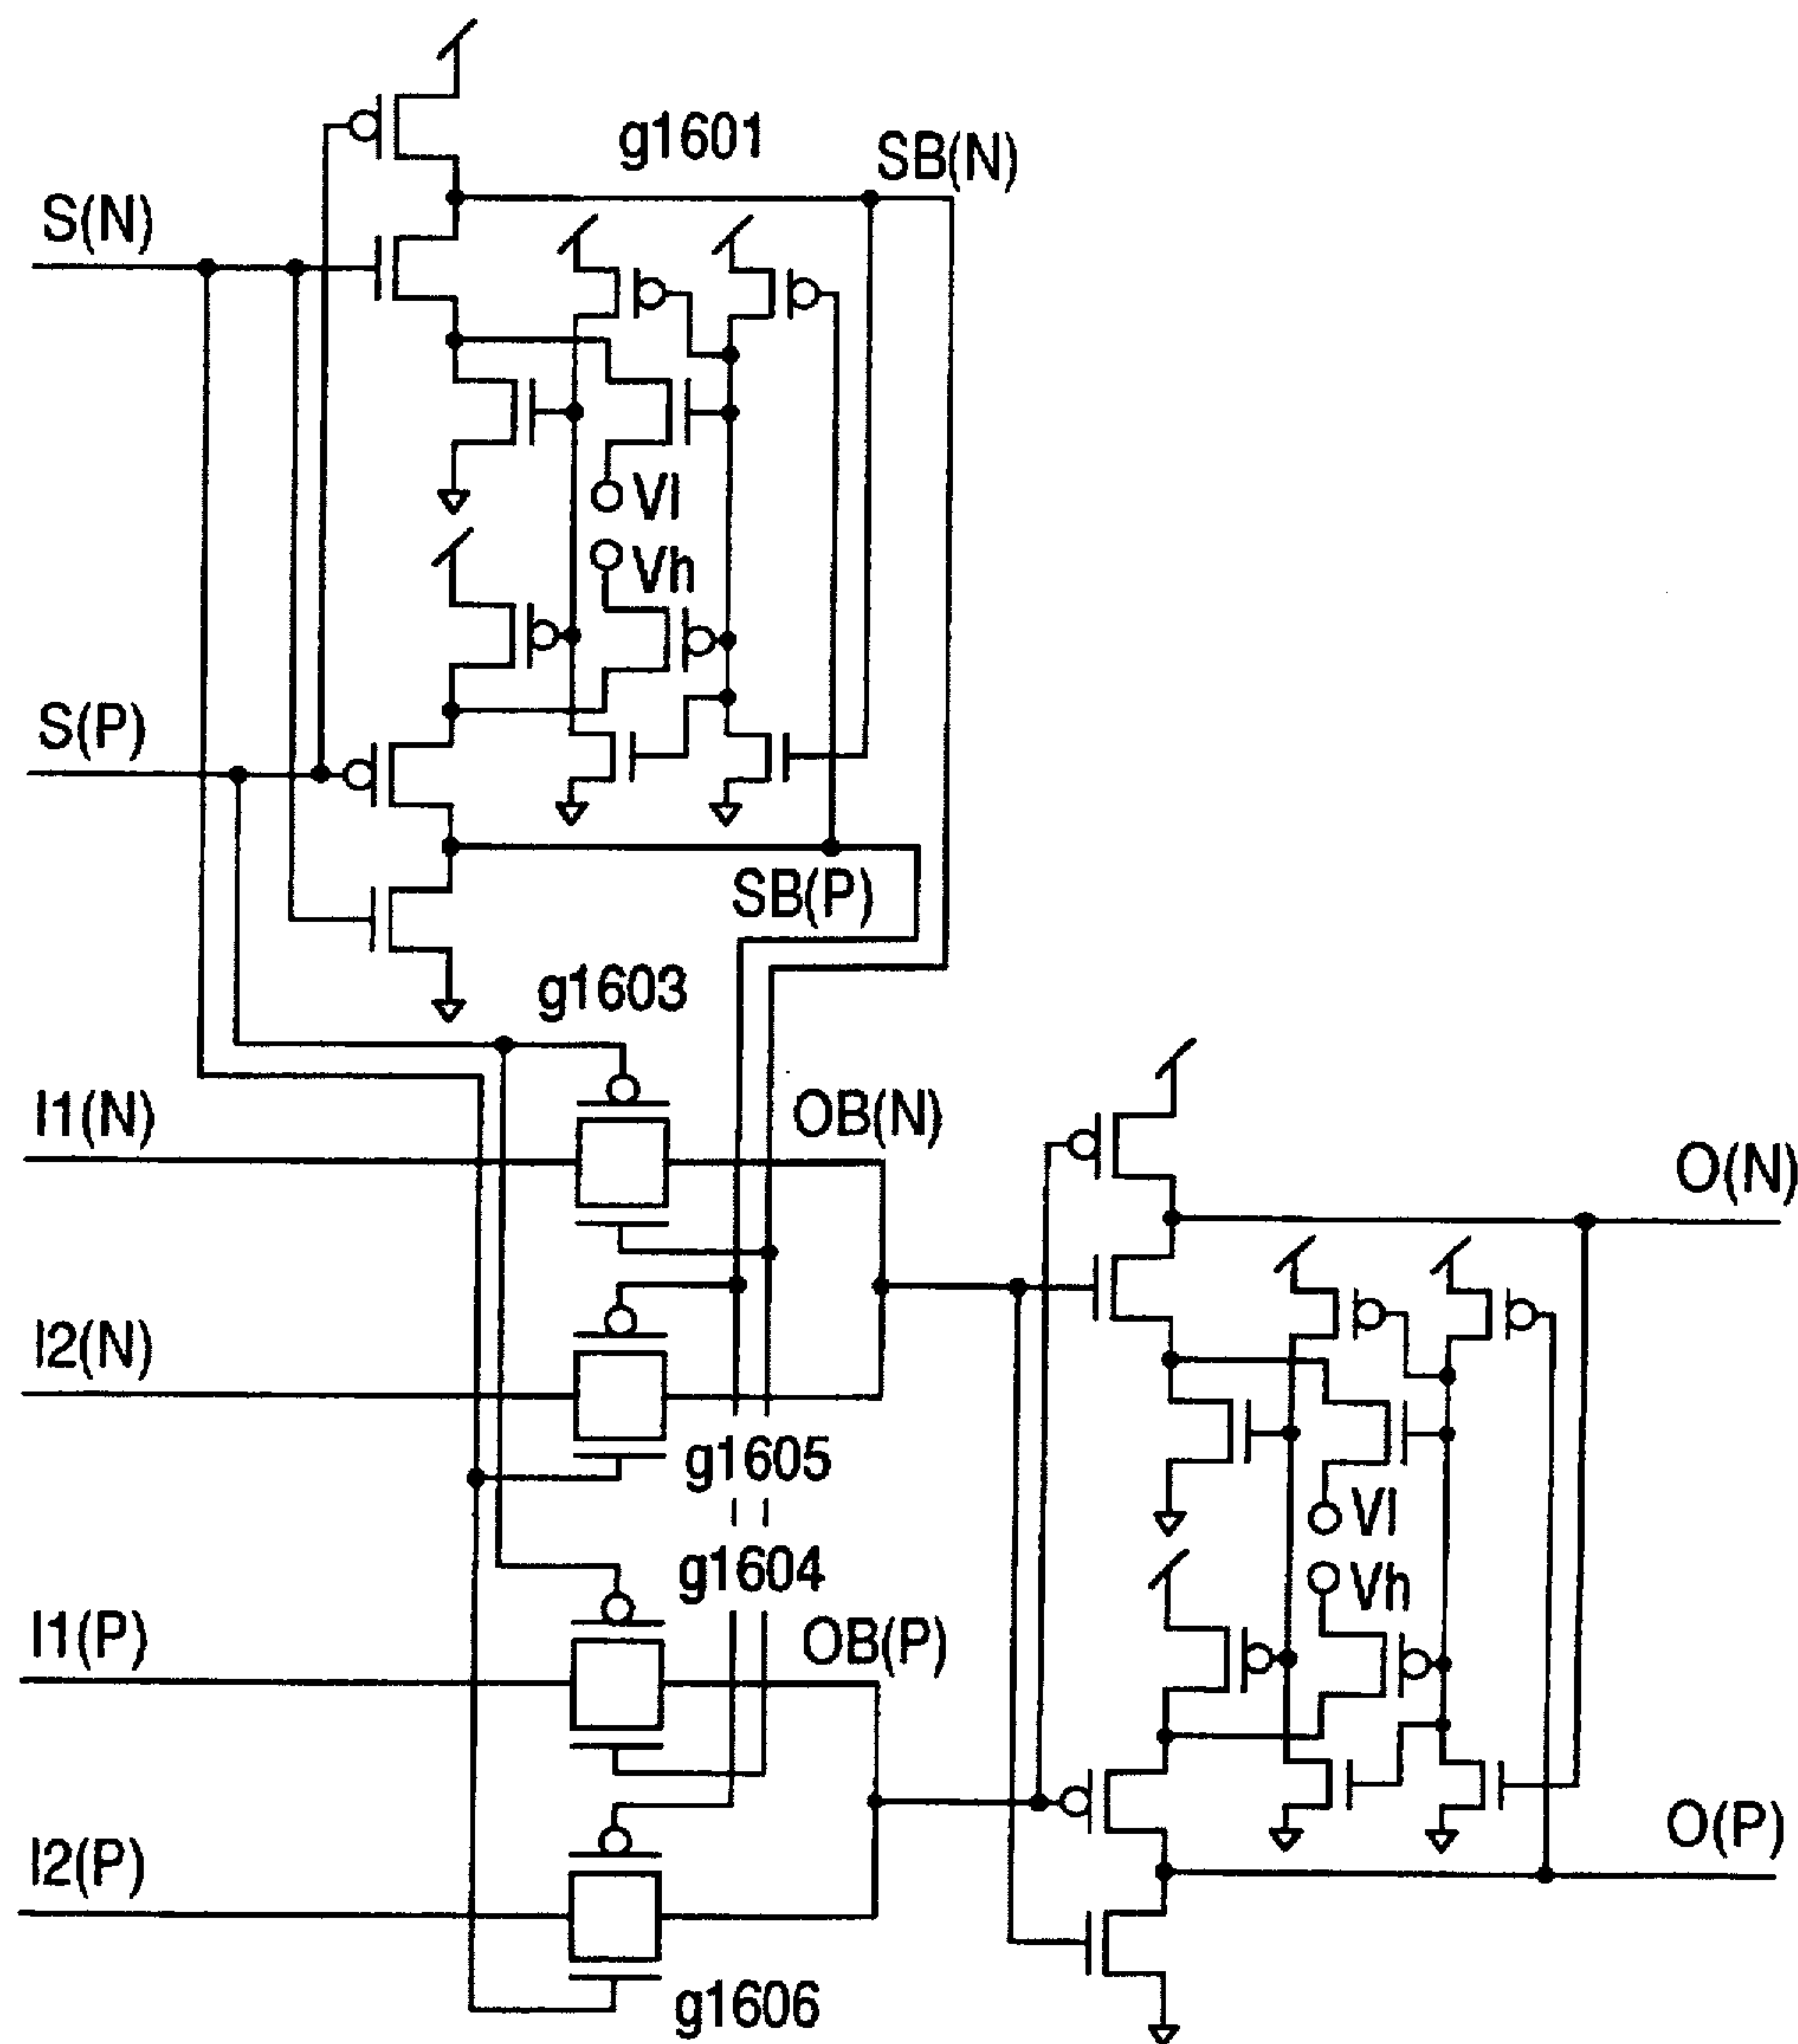 g1601
SB(N)
S(N)
Vl
Vh
S(P)
SB(P)
g1603
I1(N)
OB(N)
O(N)
I2(N)
g1605
Vl
g1604
Vh
I1(P)
OB(P)
O(P)
I2(P)
g1606